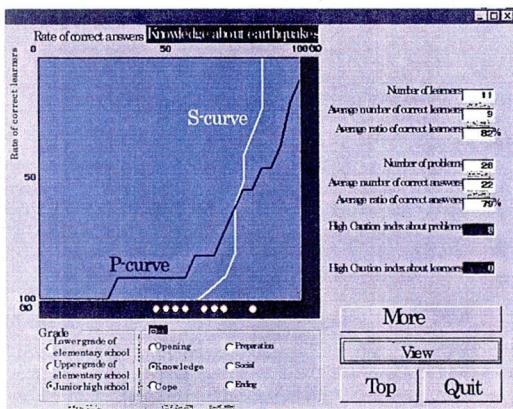 Rate of correct answers Knowledge about earthquakes
0 50 100
Rate of correct learners
S-curve
50
P-curve
100
Number of learners 11
Average number of correct learners 9
Average ratio of correct learners 82%
Number of problems 28
Average number of correct answers 22
Average ratio of correct answers 79%
High Caution index about problems 8
High Caution index about learners 0
Grade
Lower grade of
elementary school
Upper grade of
elementary school
Junior high school
Opening Preparation
Knowledge Social
Cope Ending
More
View
Top Quit